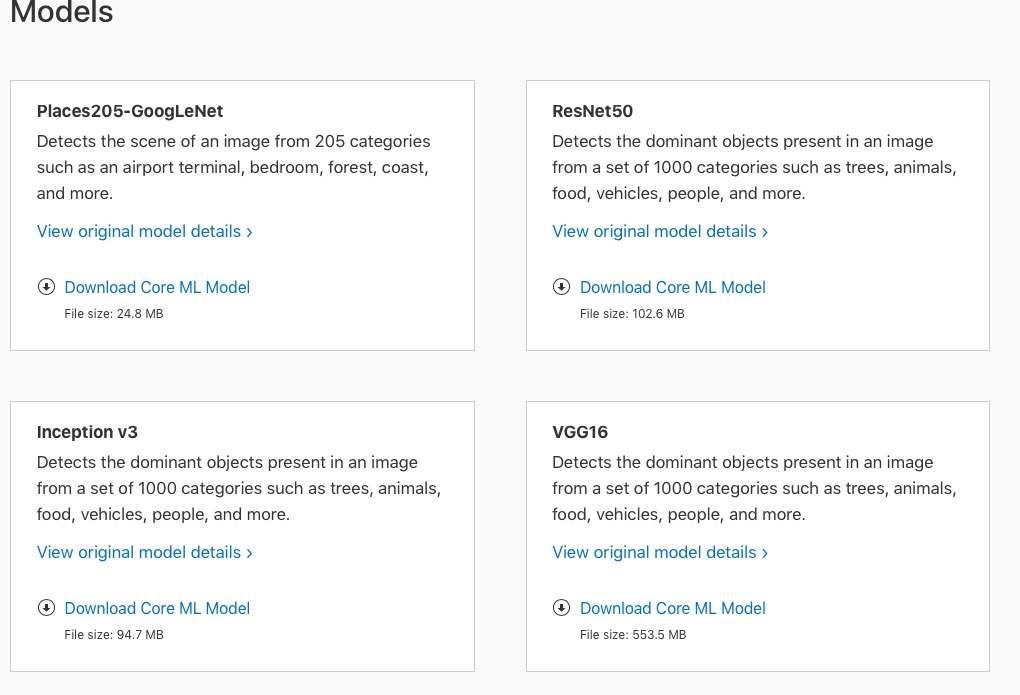 Models
Places205-GoogLeNet
Detects the scene of an image from 205 categories
such as an airport terminal, bedroom, forest, coast,
and more.
View original model details ›
Download Core ML Model
File size: 24.8 MB
ResNet50
Detects the dominant objects present in an image
from a set of 1000 categories such as trees, animals,
food, vehicles, people, and more.
View original model details ›
Download Core ML Model
File size: 102.6 MB
Inception v3
Detects the dominant objects present in an image
from a set of 1000 categories such as trees, animals,
food, vehicles, people, and more.
View original model details ›
Download Core ML Model
File size: 94.7 MB
VGG16
Detects the dominant objects present in an image
from a set of 1000 categories such as trees, animals,
food, vehicles, people, and more.
View original model details ›
Download Core ML Model
File size: 553.5 MB